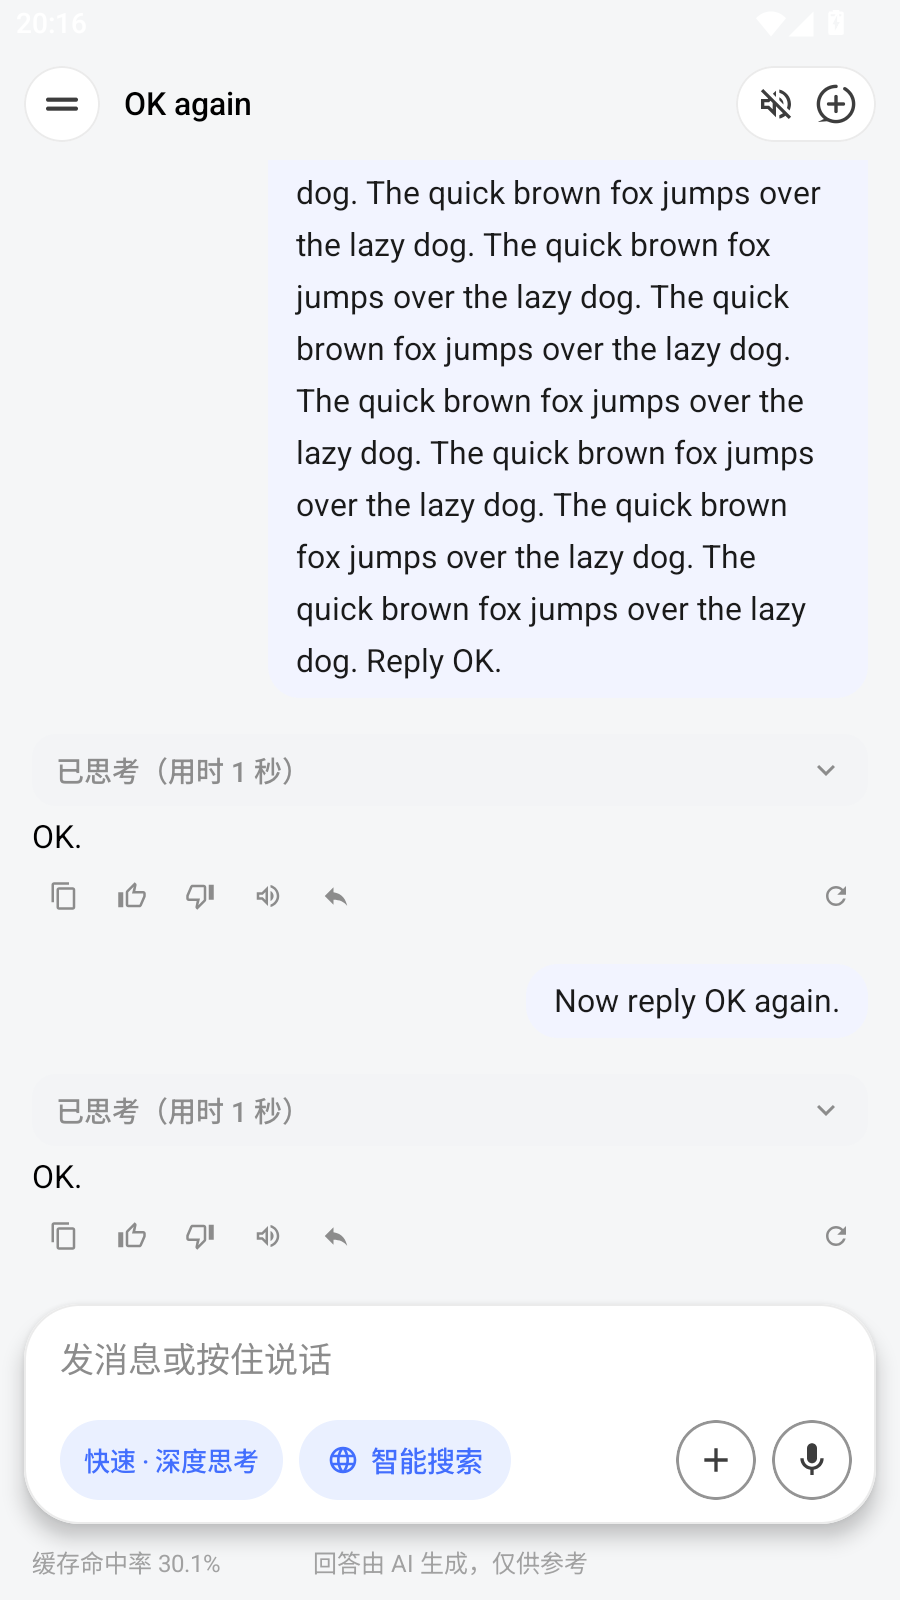 20:16
OK again
dog. The quick brown fox jumps over
the lazy dog. The quick brown fox
jumps over the lazy dog. The quick
brown fox jumps over the lazy dog.
The quick brown fox jumps over the
lazy dog. The quick brown fox jumps
over the lazy dog. The quick brown
fox jumps over the lazy dog. The
quick brown fox jumps over the lazy
dog. Reply OK.
已思考（用时 1 秒）
OK.
Now reply OK again.
已思考（用时 1 秒）
OK.
发消息或按住说话
快速 · 深度思考
智能搜索
缓存命中率 30.1%
回答由 AI 生成，仅供参考